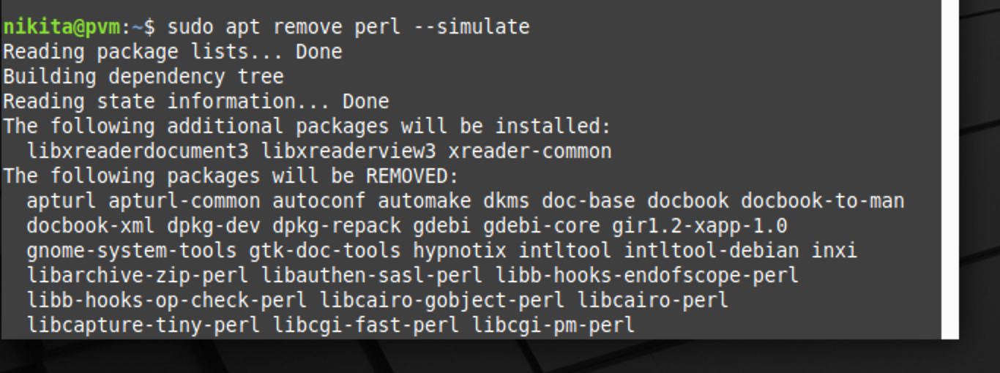 nikita@pvm:~$ sudo apt remove perl --simulate
Reading package lists... Done
Building dependency tree
Reading state information... Done
The following additional packages will be installed:
  libxreaderdocument3 libxreaderview3 xreader-common
The following packages will be REMOVED:
  apturl apturl-common autoconf automake dkms doc-base docbook docbook-to-man
  docbook-xml dpkg-dev dpkg-repack gdebi gdebi-core gir1.2-xapp-1.0
  gnome-system-tools gtk-doc-tools hypnotix intltool intltool-debian inxi
  libarchive-zip-perl libauthen-sasl-perl libb-hooks-endofscope-perl
  libb-hooks-op-check-perl libcairo-gobject-perl libcairo-perl
  libcapture-tiny-perl libcgi-fast-perl libcgi-pm-perl